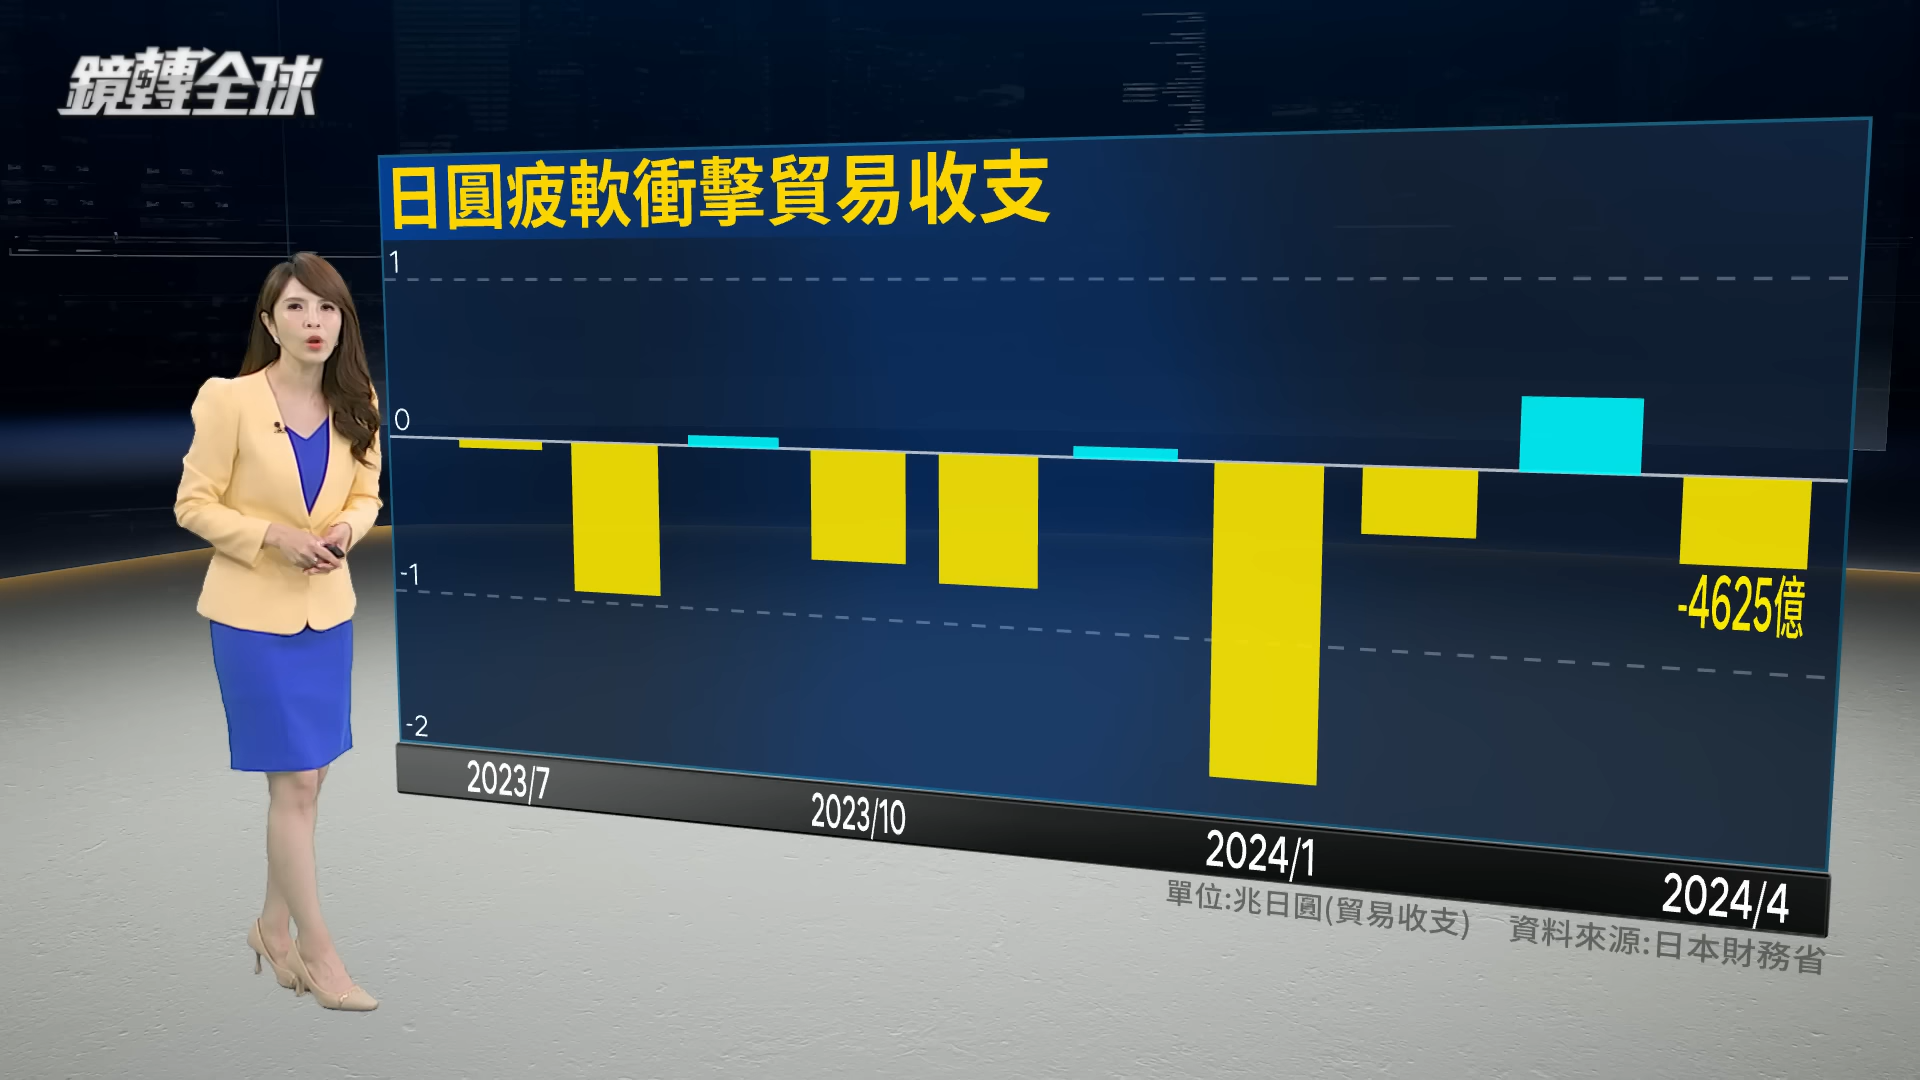 鏡轉全球
日圓疲軟衝擊貿易收支
1
0
-1
-2
-4625億
2023/7
2023/10
2024/1
2024/4
單位:兆日圓(貿易收支) 資料來源:日本財務省